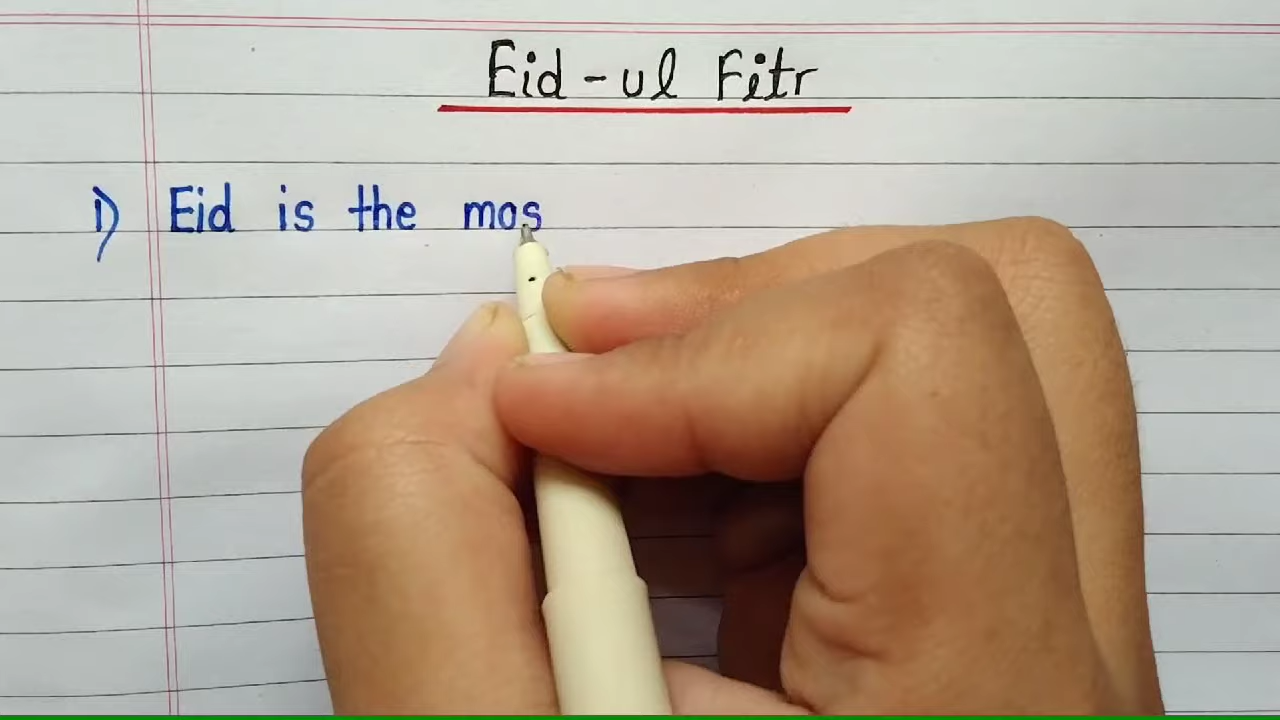 Eid-ul Fitr
1) Eid is the mos